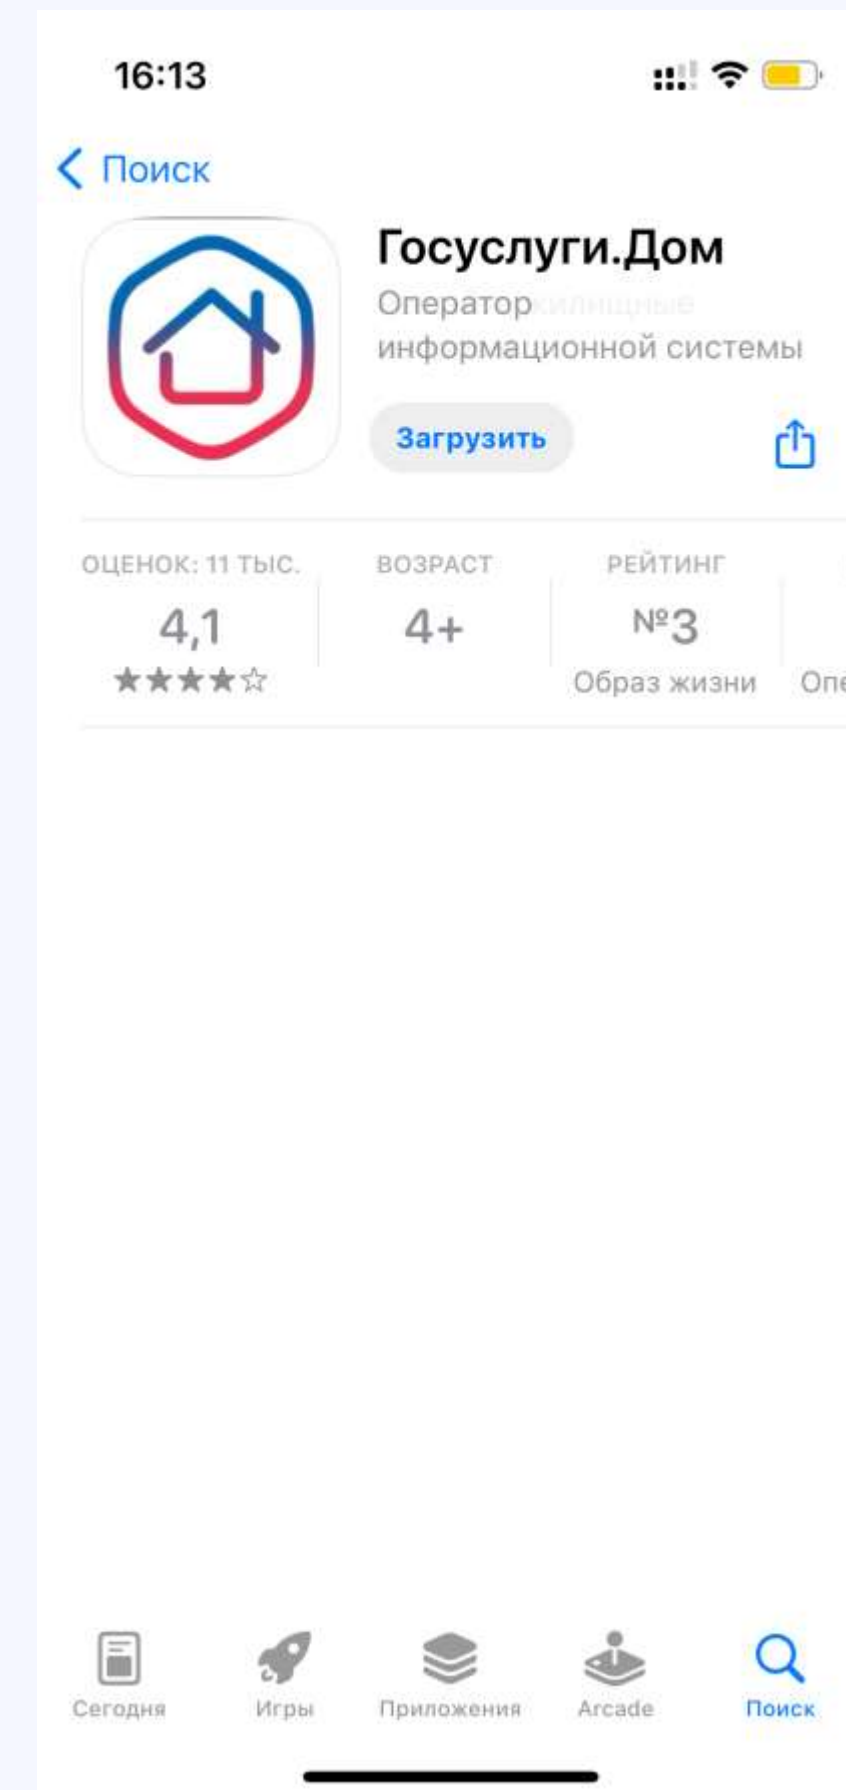 16:13
Поиск
Госуслуги.Дом
Оператор
информационной системы
Загрузить
ОЦЕНОК: 11 ТЫС.
ВОЗРАСТ
РЕЙТИНГ
4,1
4+
№3
Образ жизни
Опе
Сегодня
Игры
Приложения
Arcade
Поиск